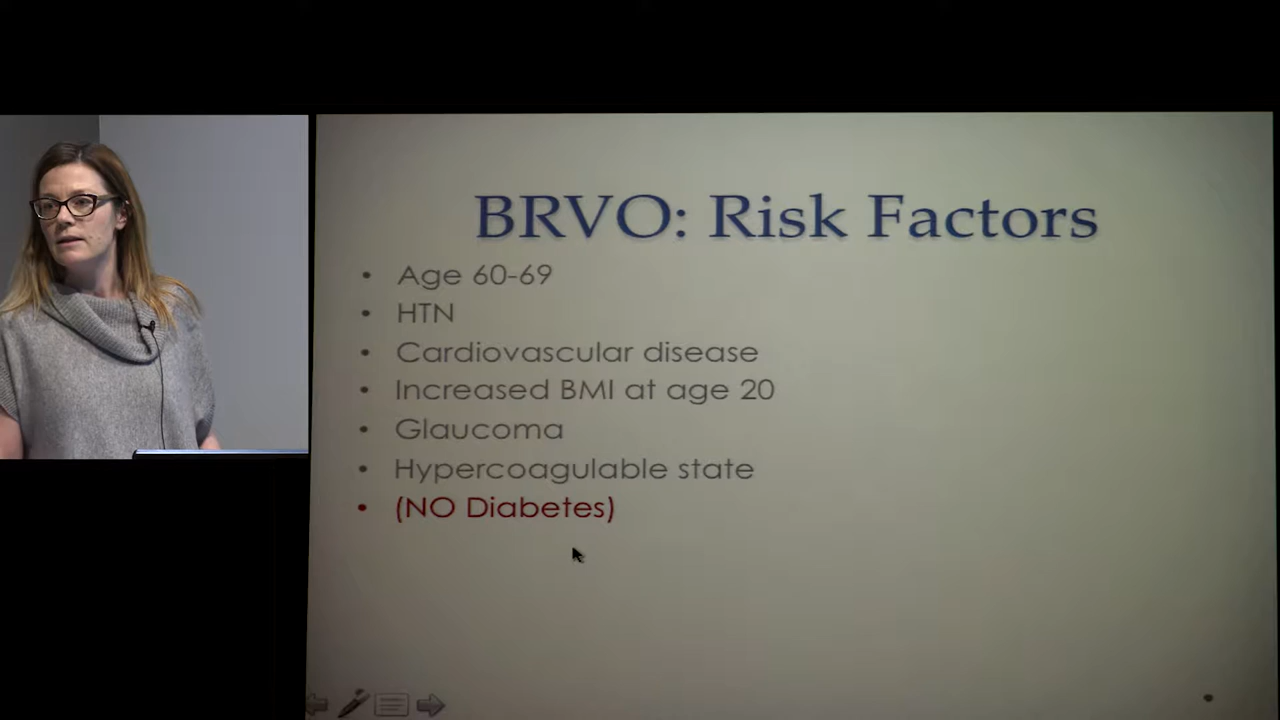 BRVO: Risk Factors
• Age 60-69
• HTN
• Cardiovascular disease
• Increased BMI at age 20
• Glaucoma
• Hypercoagulable state
• (NO Diabetes)